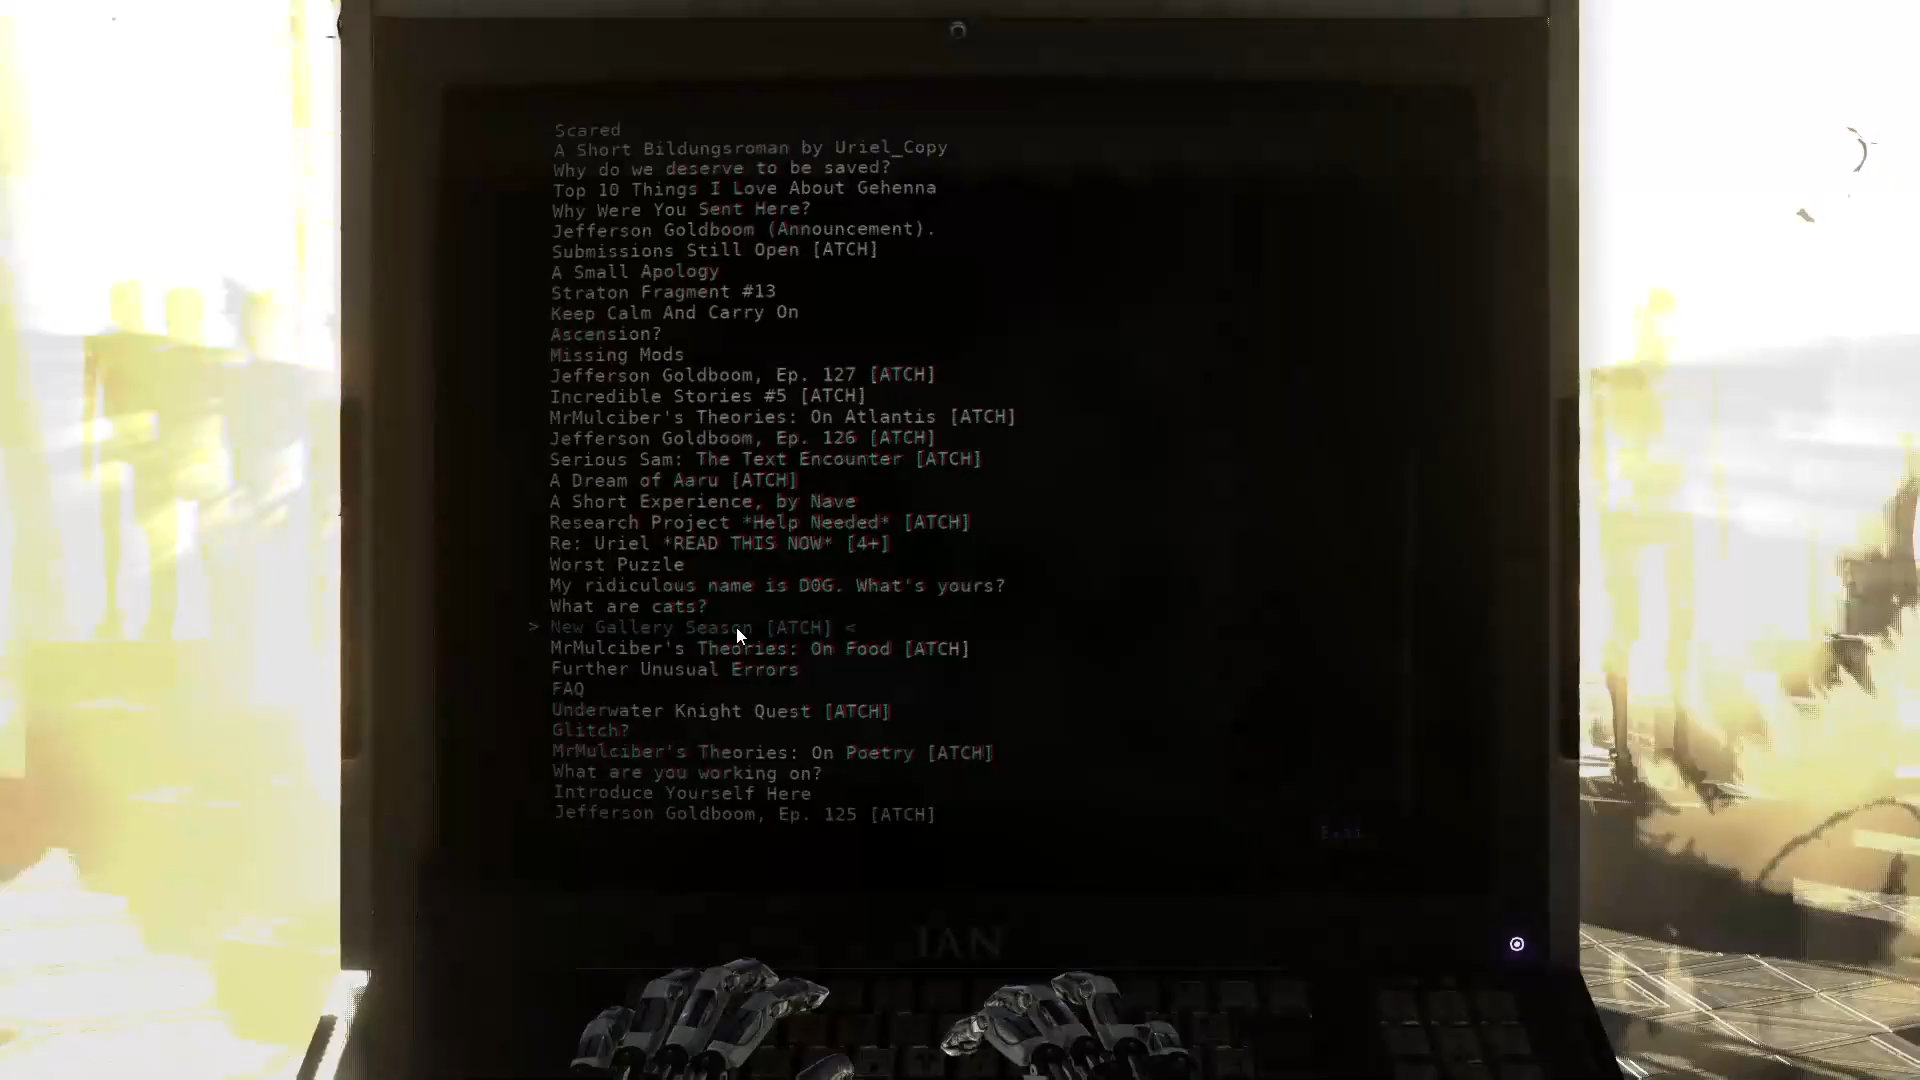 Scared
A Short Bildungsroman by Uriel_Copy
Why do we deserve to be saved?
Top 10 Things I Love About Gehenna
Why Were You Sent Here?
Jefferson Goldboom (Announcement).
Submissions Still Open [ATCH]
A Small Apology
Straton Fragment #13
Keep Calm And Carry On
Ascension?
Missing Mods
Jefferson Goldboom, Ep. 127 [ATCH]
Incredible Stories #5 [ATCH]
MrMulciber's Theories: On Atlantis [ATCH]
Jefferson Goldboom, Ep. 126 [ATCH]
Serious Sam: The Text Encounter [ATCH]
A Dream of Aaru [ATCH]
A Short Experience, by Nave
Research Project *Help Needed* [ATCH]
Re: Uriel *READ THIS NOW* [4+]
Worst Puzzle
My ridiculous name is D0G. What's yours?
What are cats?
> New Gallery Season [ATCH] <
MrMulciber's Theories: On Food [ATCH]
Further Unusual Errors
FAQ
Underwater Knight Quest [ATCH]
Glitch?
MrMulciber's Theories: On Poetry [ATCH]
What are you working on?
Introduce Yourself Here
Jefferson Goldboom, Ep. 125 [ATCH]
Exit
IAN